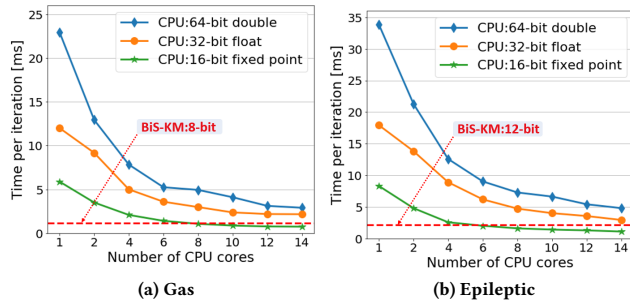 25
20
15
10
5
0
Time per iteration [ms]
CPU:64-bit double
CPU:32-bit float
CPU:16-bit fixed point
BiS-KM:8-bit
1 2 4 6 8 10 12 14
Number of CPU cores
(a) Gas
35
30
25
20
15
10
5
0
Time per iteration [ms]
CPU:64-bit double
CPU:32-bit float
CPU:16-bit fixed point
BiS-KM:12-bit
1 2 4 6 8 10 12 14
Number of CPU cores
(b) Epileptic